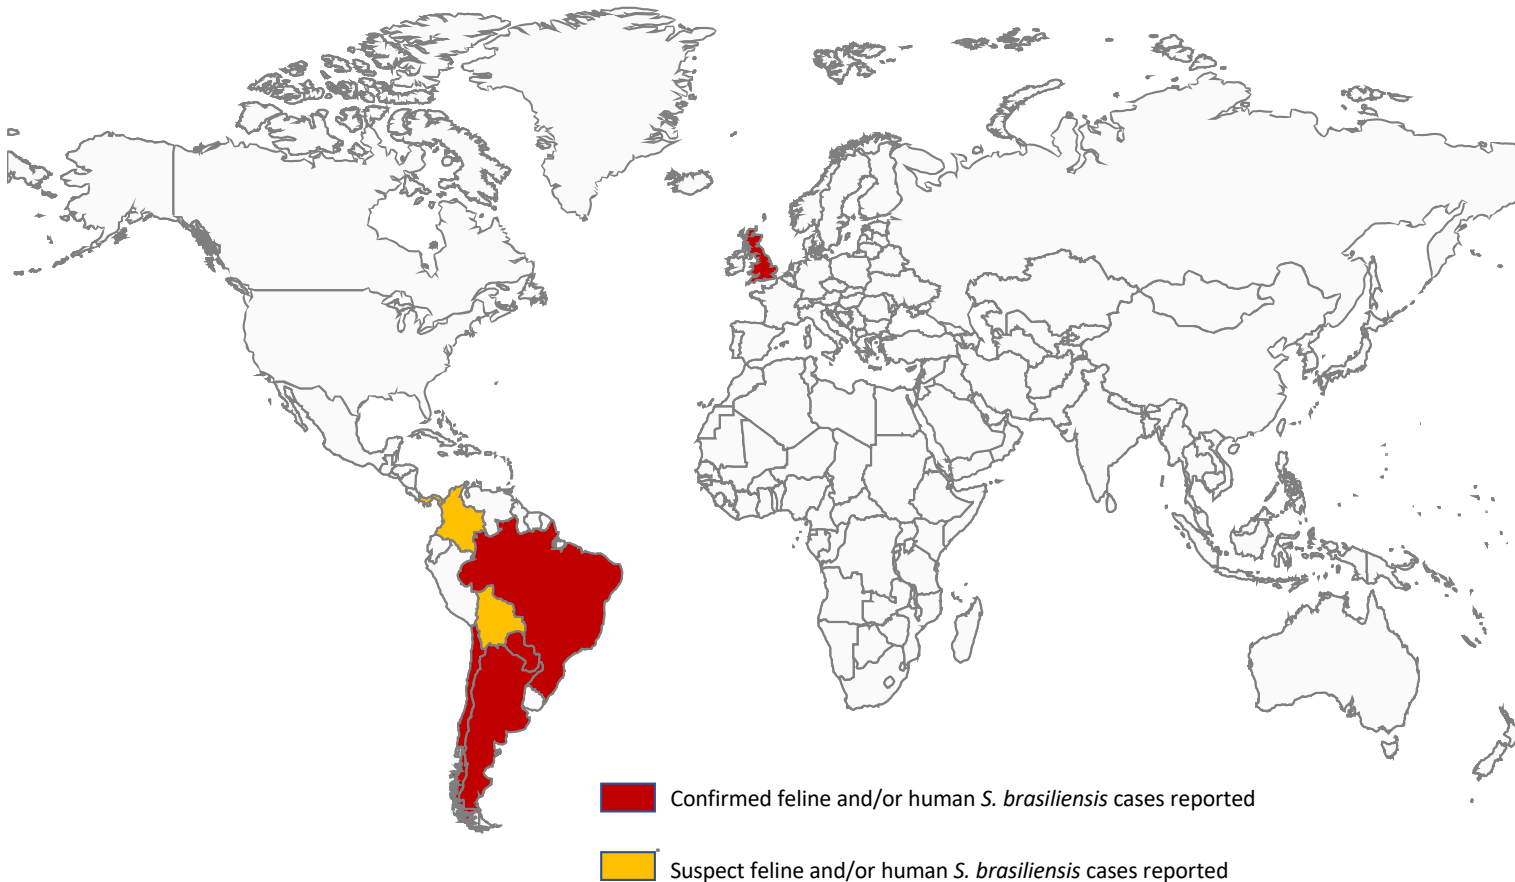 Confirmed feline and/or human S. brasiliensis cases reported
Suspect feline and/or human S. brasiliensis cases reported